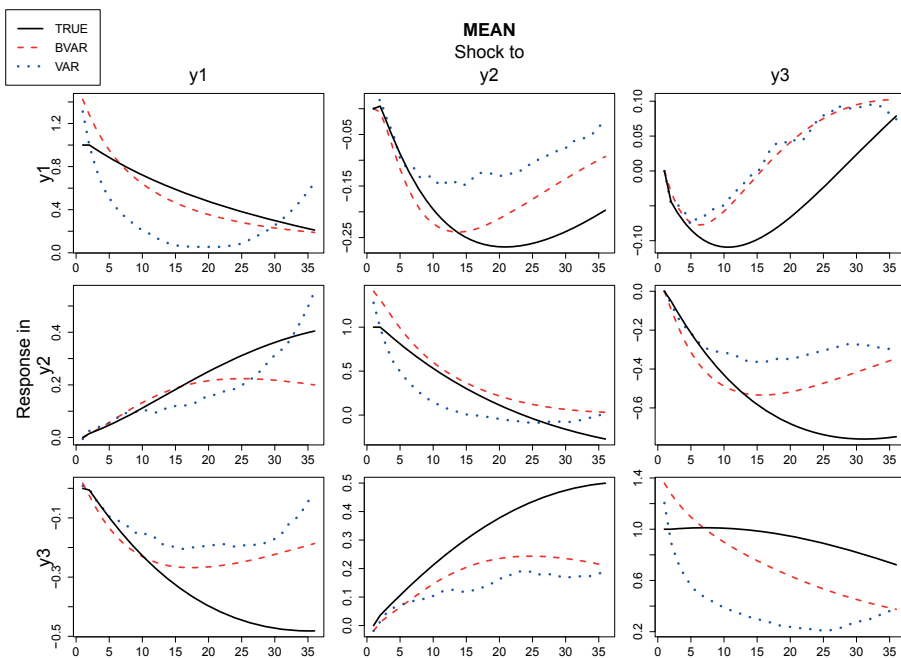 TRUE
BVAR
VAR
MEAN
Shock to
y1
y2
y3
Response in
y1
0.0 0.4 0.8 1.2
0 5 10 15 20 25 30 35
−0.25 −0.15 −0.05
0 5 10 15 20 25 30 35
−0.10 0.00 0.05 0.10
0 5 10 15 20 25 30 35
y2
0.0 0.2 0.4
0 5 10 15 20 25 30 35
0.0 0.5 1.0
0 5 10 15 20 25 30 35
−0.6 −0.4 −0.2 0.0
0 5 10 15 20 25 30 35
y3
−0.5 −0.3 −0.1
0 5 10 15 20 25 30 35
0.0 0.1 0.2 0.3 0.4 0.5
0 5 10 15 20 25 30 35
0.2 0.6 1.0 1.4
0 5 10 15 20 25 30 35